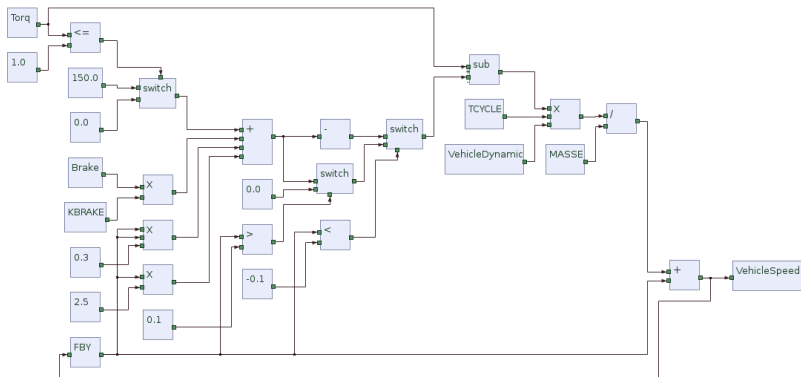 Torq
<=
1.0
150.0
switch
0.0
sub
TCYCLE
X
/
VehicleDynamic
MASSE
+
-
switch
Brake
X
KBRAKE
0.0
switch
X
0.3
>
<
X
2.5
-0.1
0.1
+
VehicleSpeed
FBY